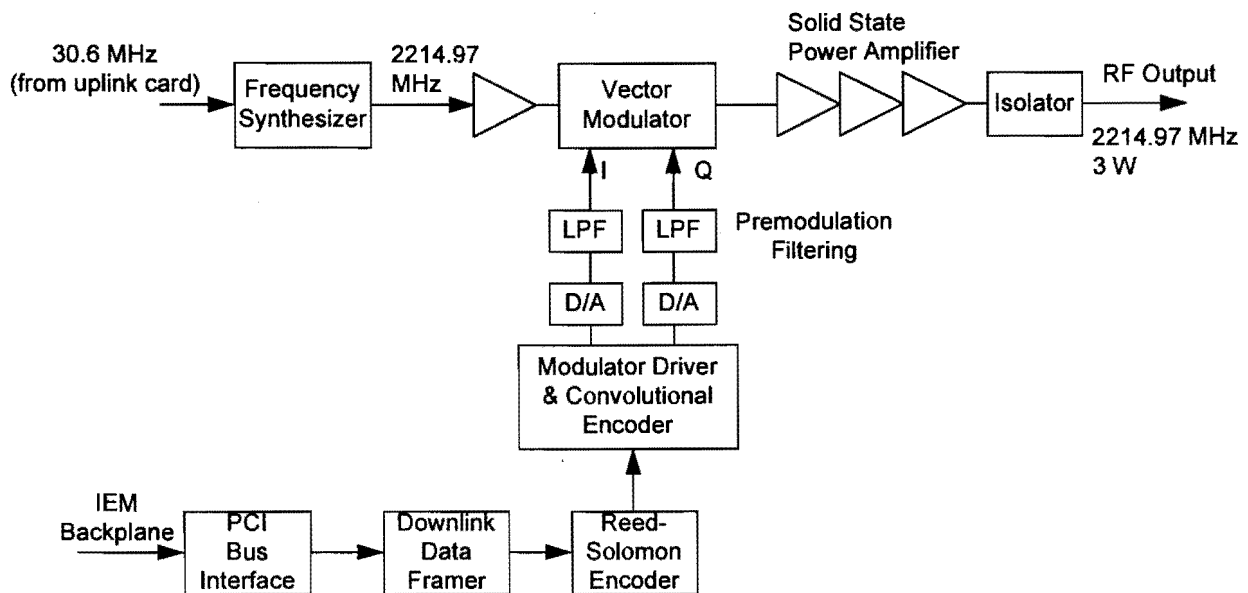 30.6 MHz
(from uplink card)
Frequency
Synthesizer
2214.97
MHz
Vector
Modulator
Solid State
Power Amplifier
Isolator
RF Output
2214.97 MHz
3 W
I
Q
LPF
LPF
Premodulation
Filtering
D/A
D/A
Modulator Driver
& Convolutional
Encoder
IEM
Backplane
PCI
Bus
Interface
Downlink
Data
Framer
Reed-
Solomon
Encoder